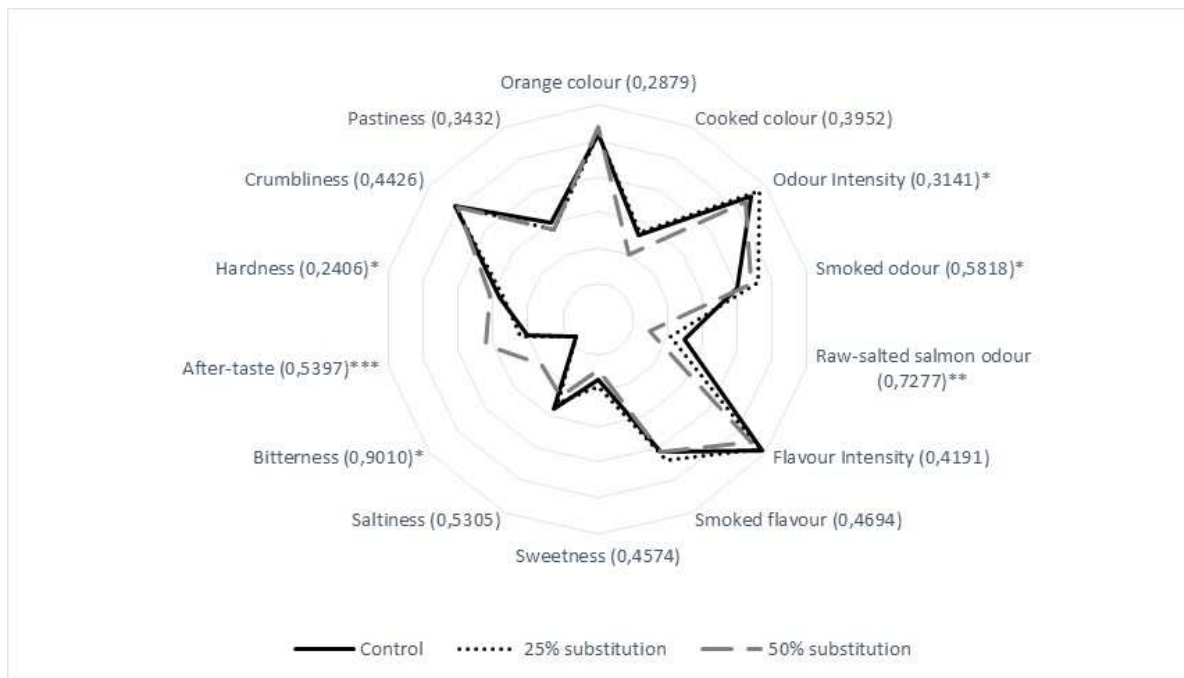 Orange colour (0,2879)
Pastiness (0,3432)
Cooked colour (0,3952)
Crumbliness (0,4426)
Odour Intensity (0,3141)*
Hardness (0,2406)*
Smoked odour (0,5818)*
After-taste (0,5397)***
Raw-salted salmon odour
(0,7277)**
Bitterness (0,9010)*
Flavour Intensity (0,4191)
Saltiness (0,5305)
Smoked flavour (0,4694)
Sweetness (0,4574)
Control
25% substitution
50% substitution